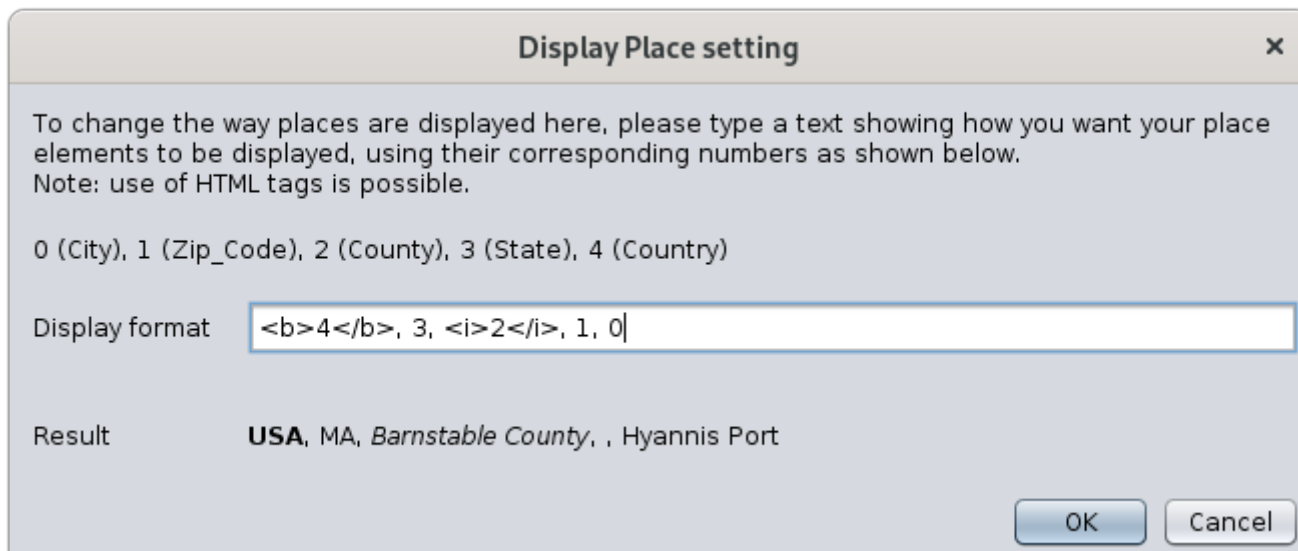 Display Place setting ×
To change the way places are displayed here, please type a text showing how you want your place
elements to be displayed, using their corresponding numbers as shown below.
Note: use of HTML tags is possible.
0 (City), 1 (Zip_Code), 2 (County), 3 (State), 4 (Country)
Display format <b>4</b>, 3, <i>2</i>, 1, 0
Result USA, MA, Barnstable County, , Hyannis Port
OK Cancel